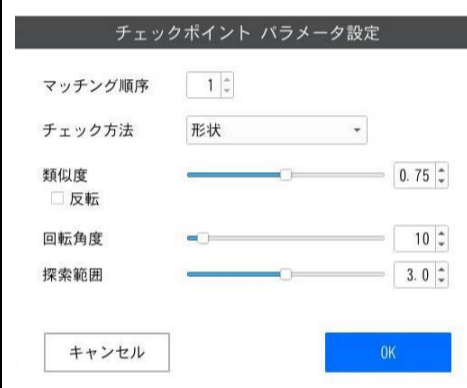 チェックポイント パラメータ設定
マッチング順序 1
チェック方法 形状
類似度 0.75
反転
回転角度 10
探索範囲 3.0
キャンセル OK